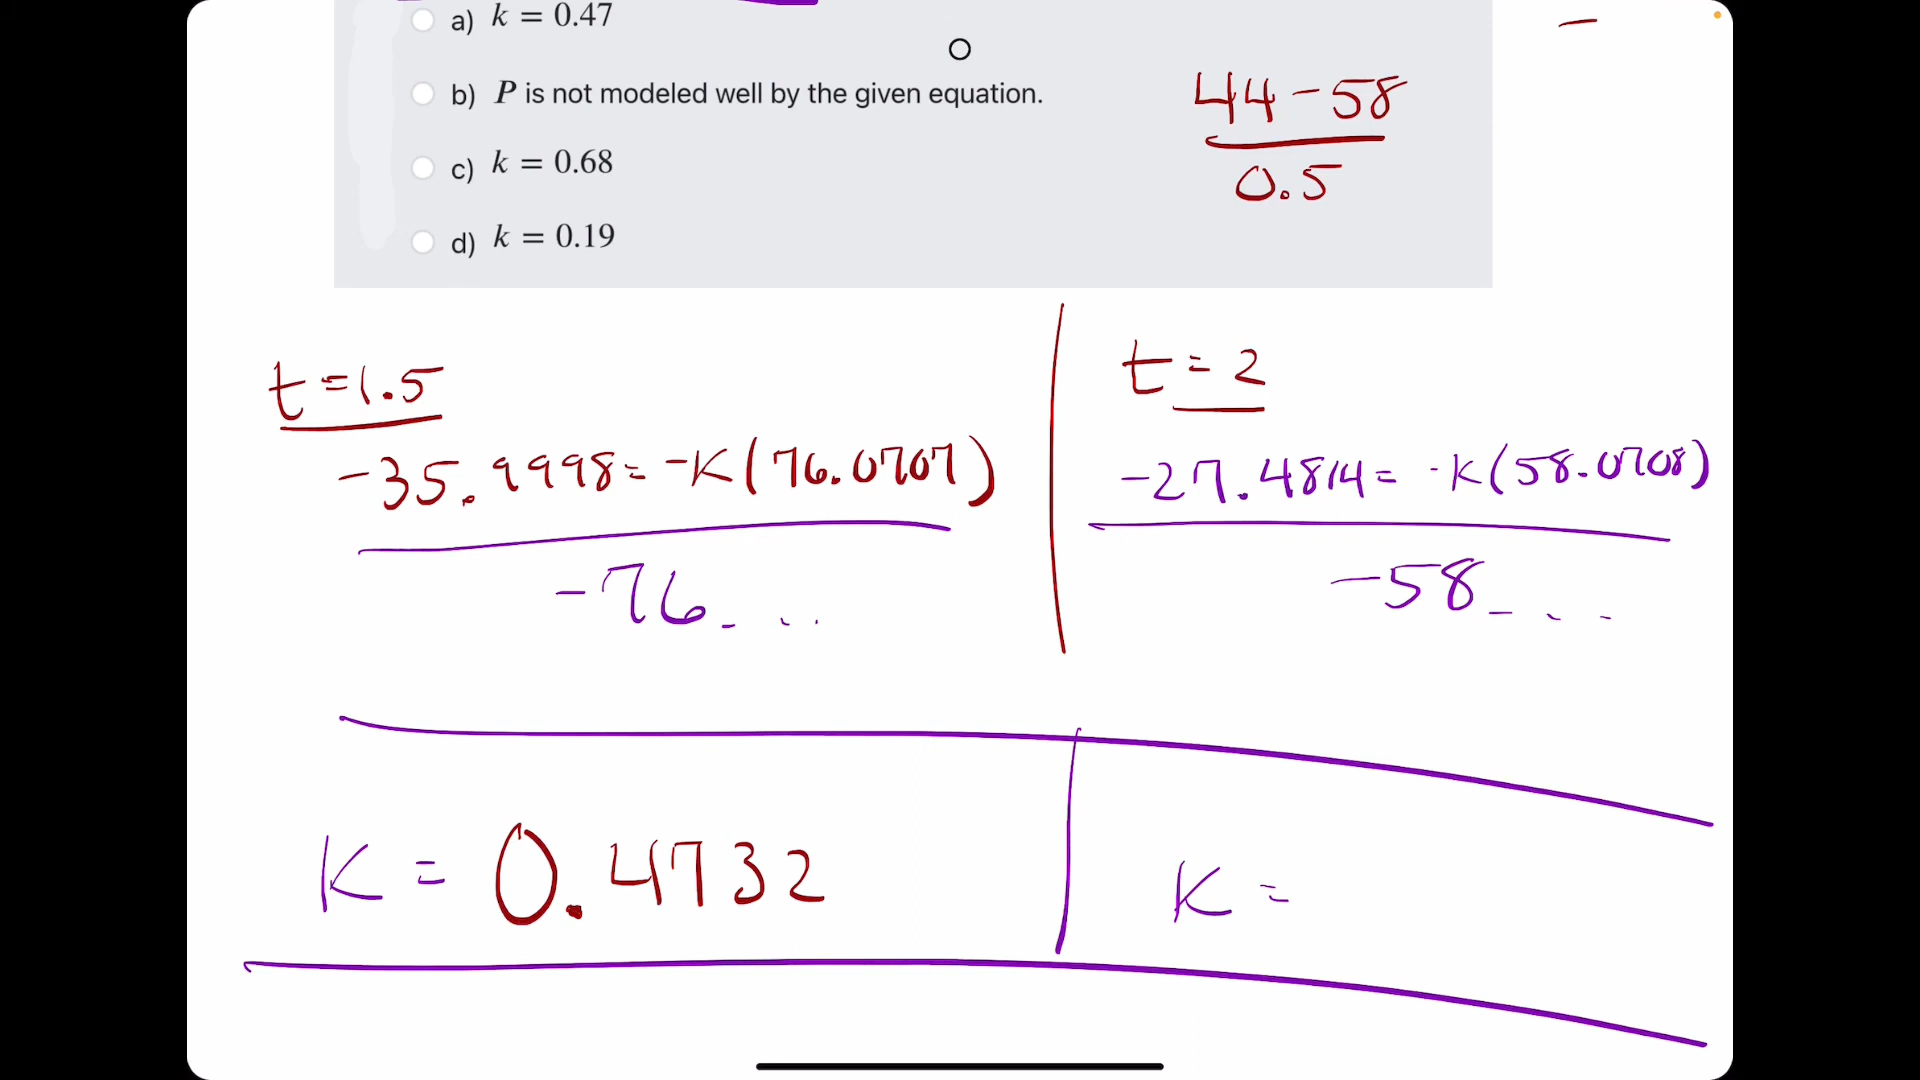 a) k = 0.47
b) P is not modeled well by the given equation.
c) k = 0.68
d) k = 0.19
44 - 58
0.5
t = 1.5
-35.9998 = -K(76.0707)
-76...
t = 2
-27.4814 = -K(58.0708)
-58...
K = 0.4732
K =